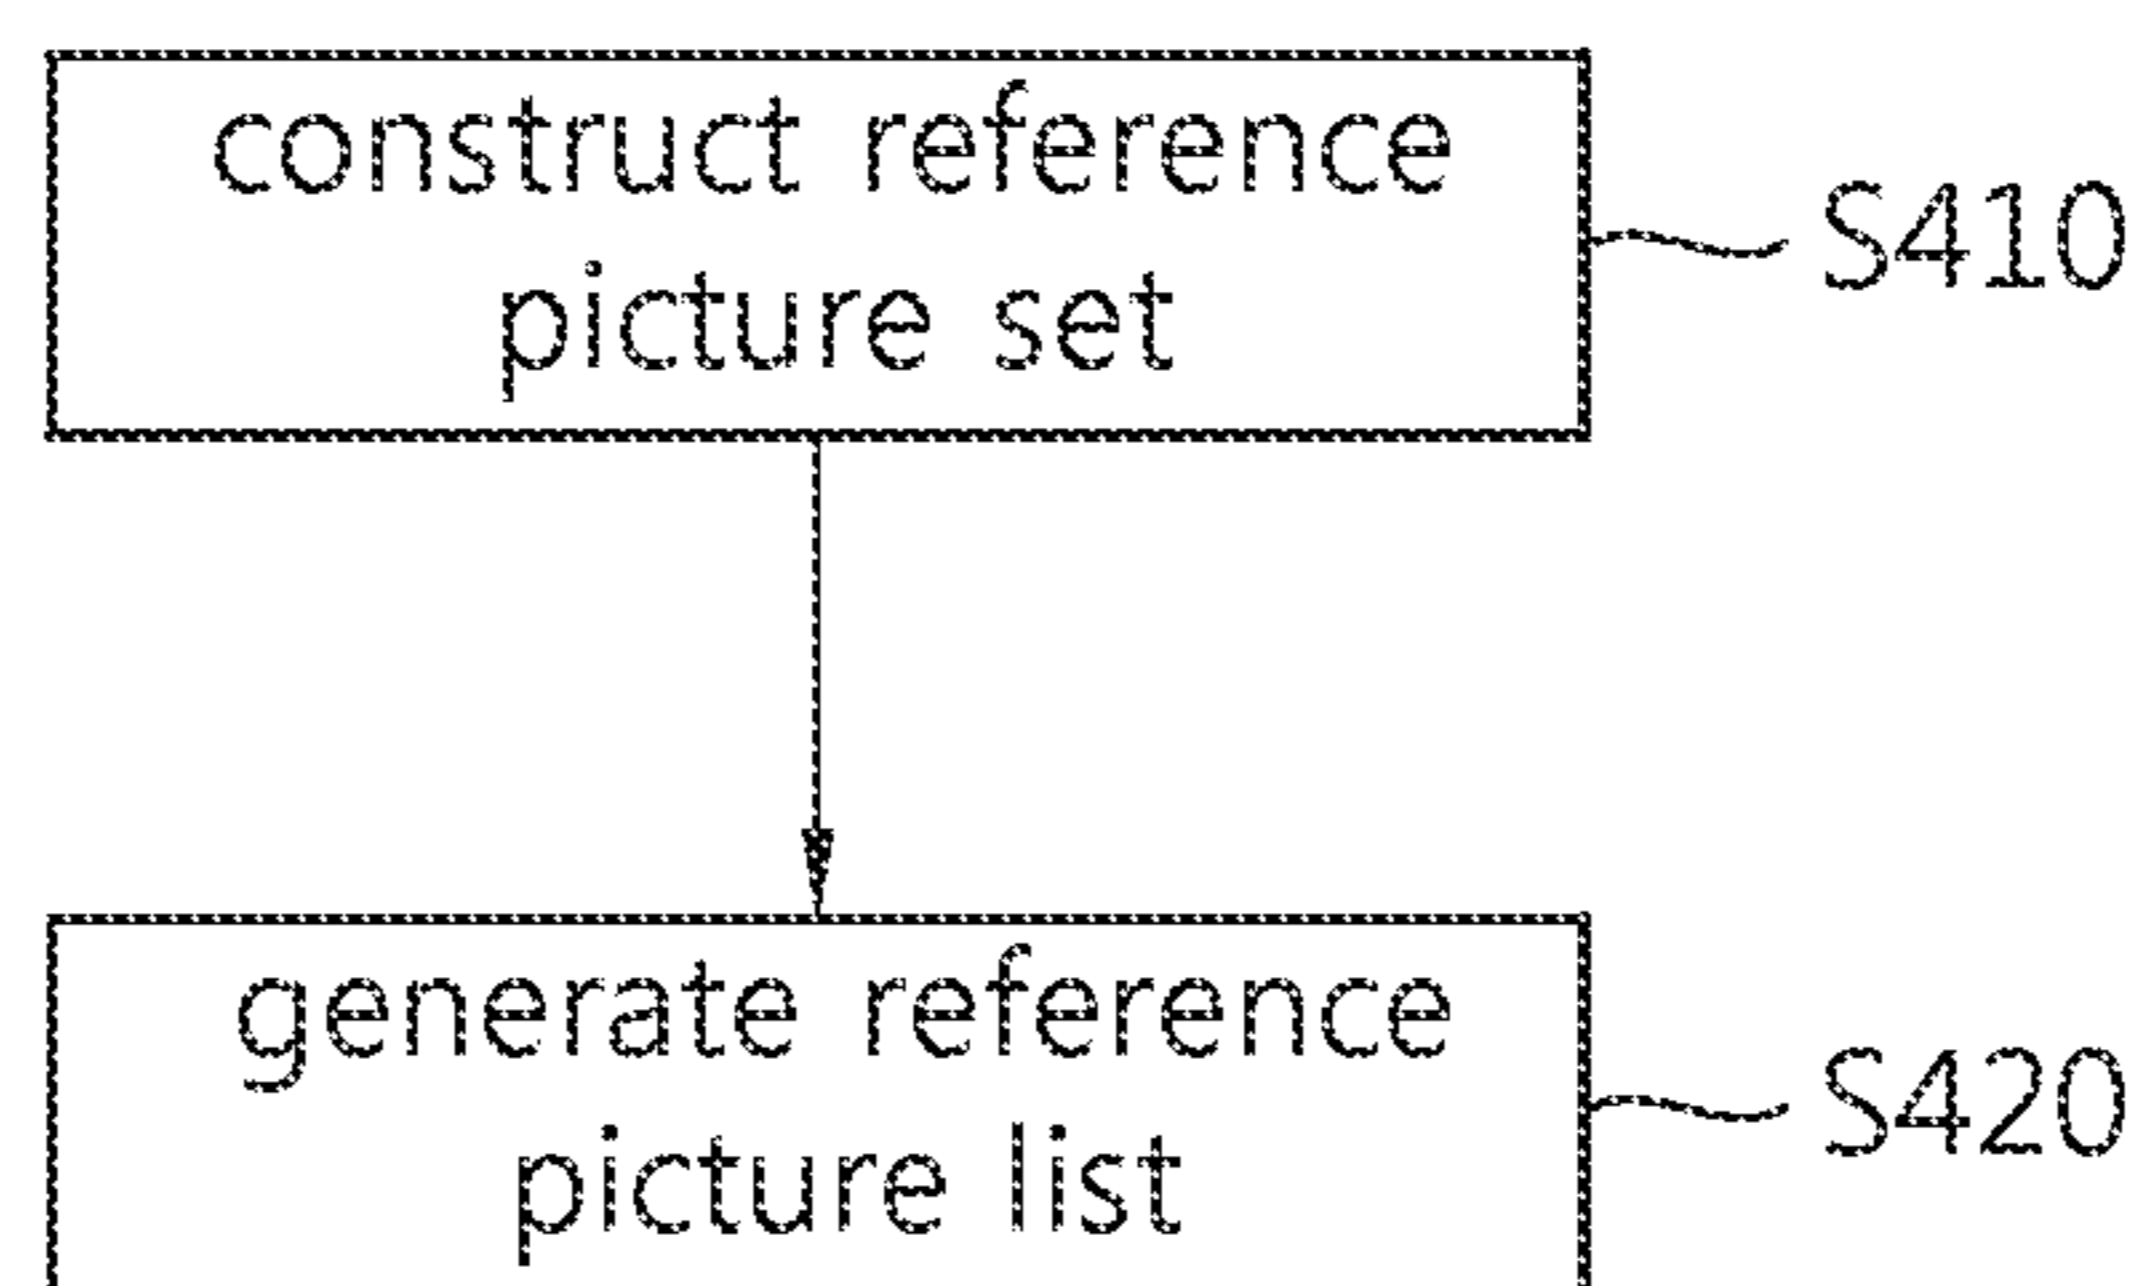 construct reference
picture set
S410
generate reference
picture list
S420